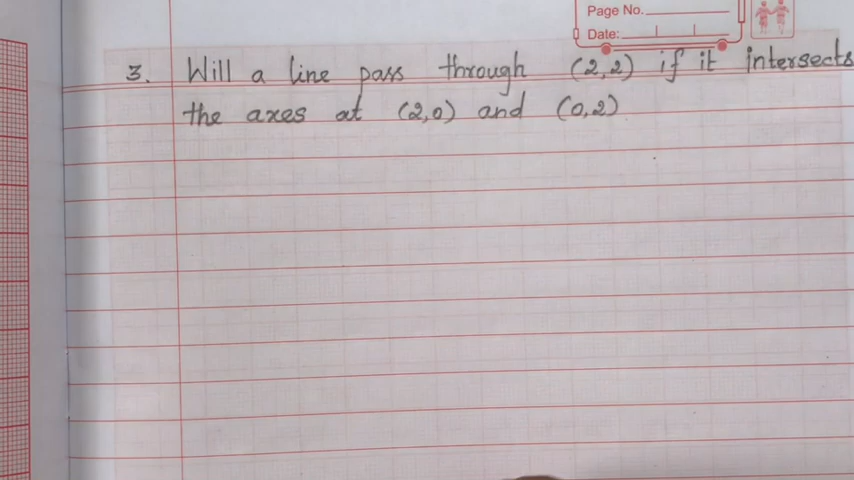 Page No.
Date:
3. Will a line pass through (2,2) if it intersects
the axes at (2,0) and (0,2)